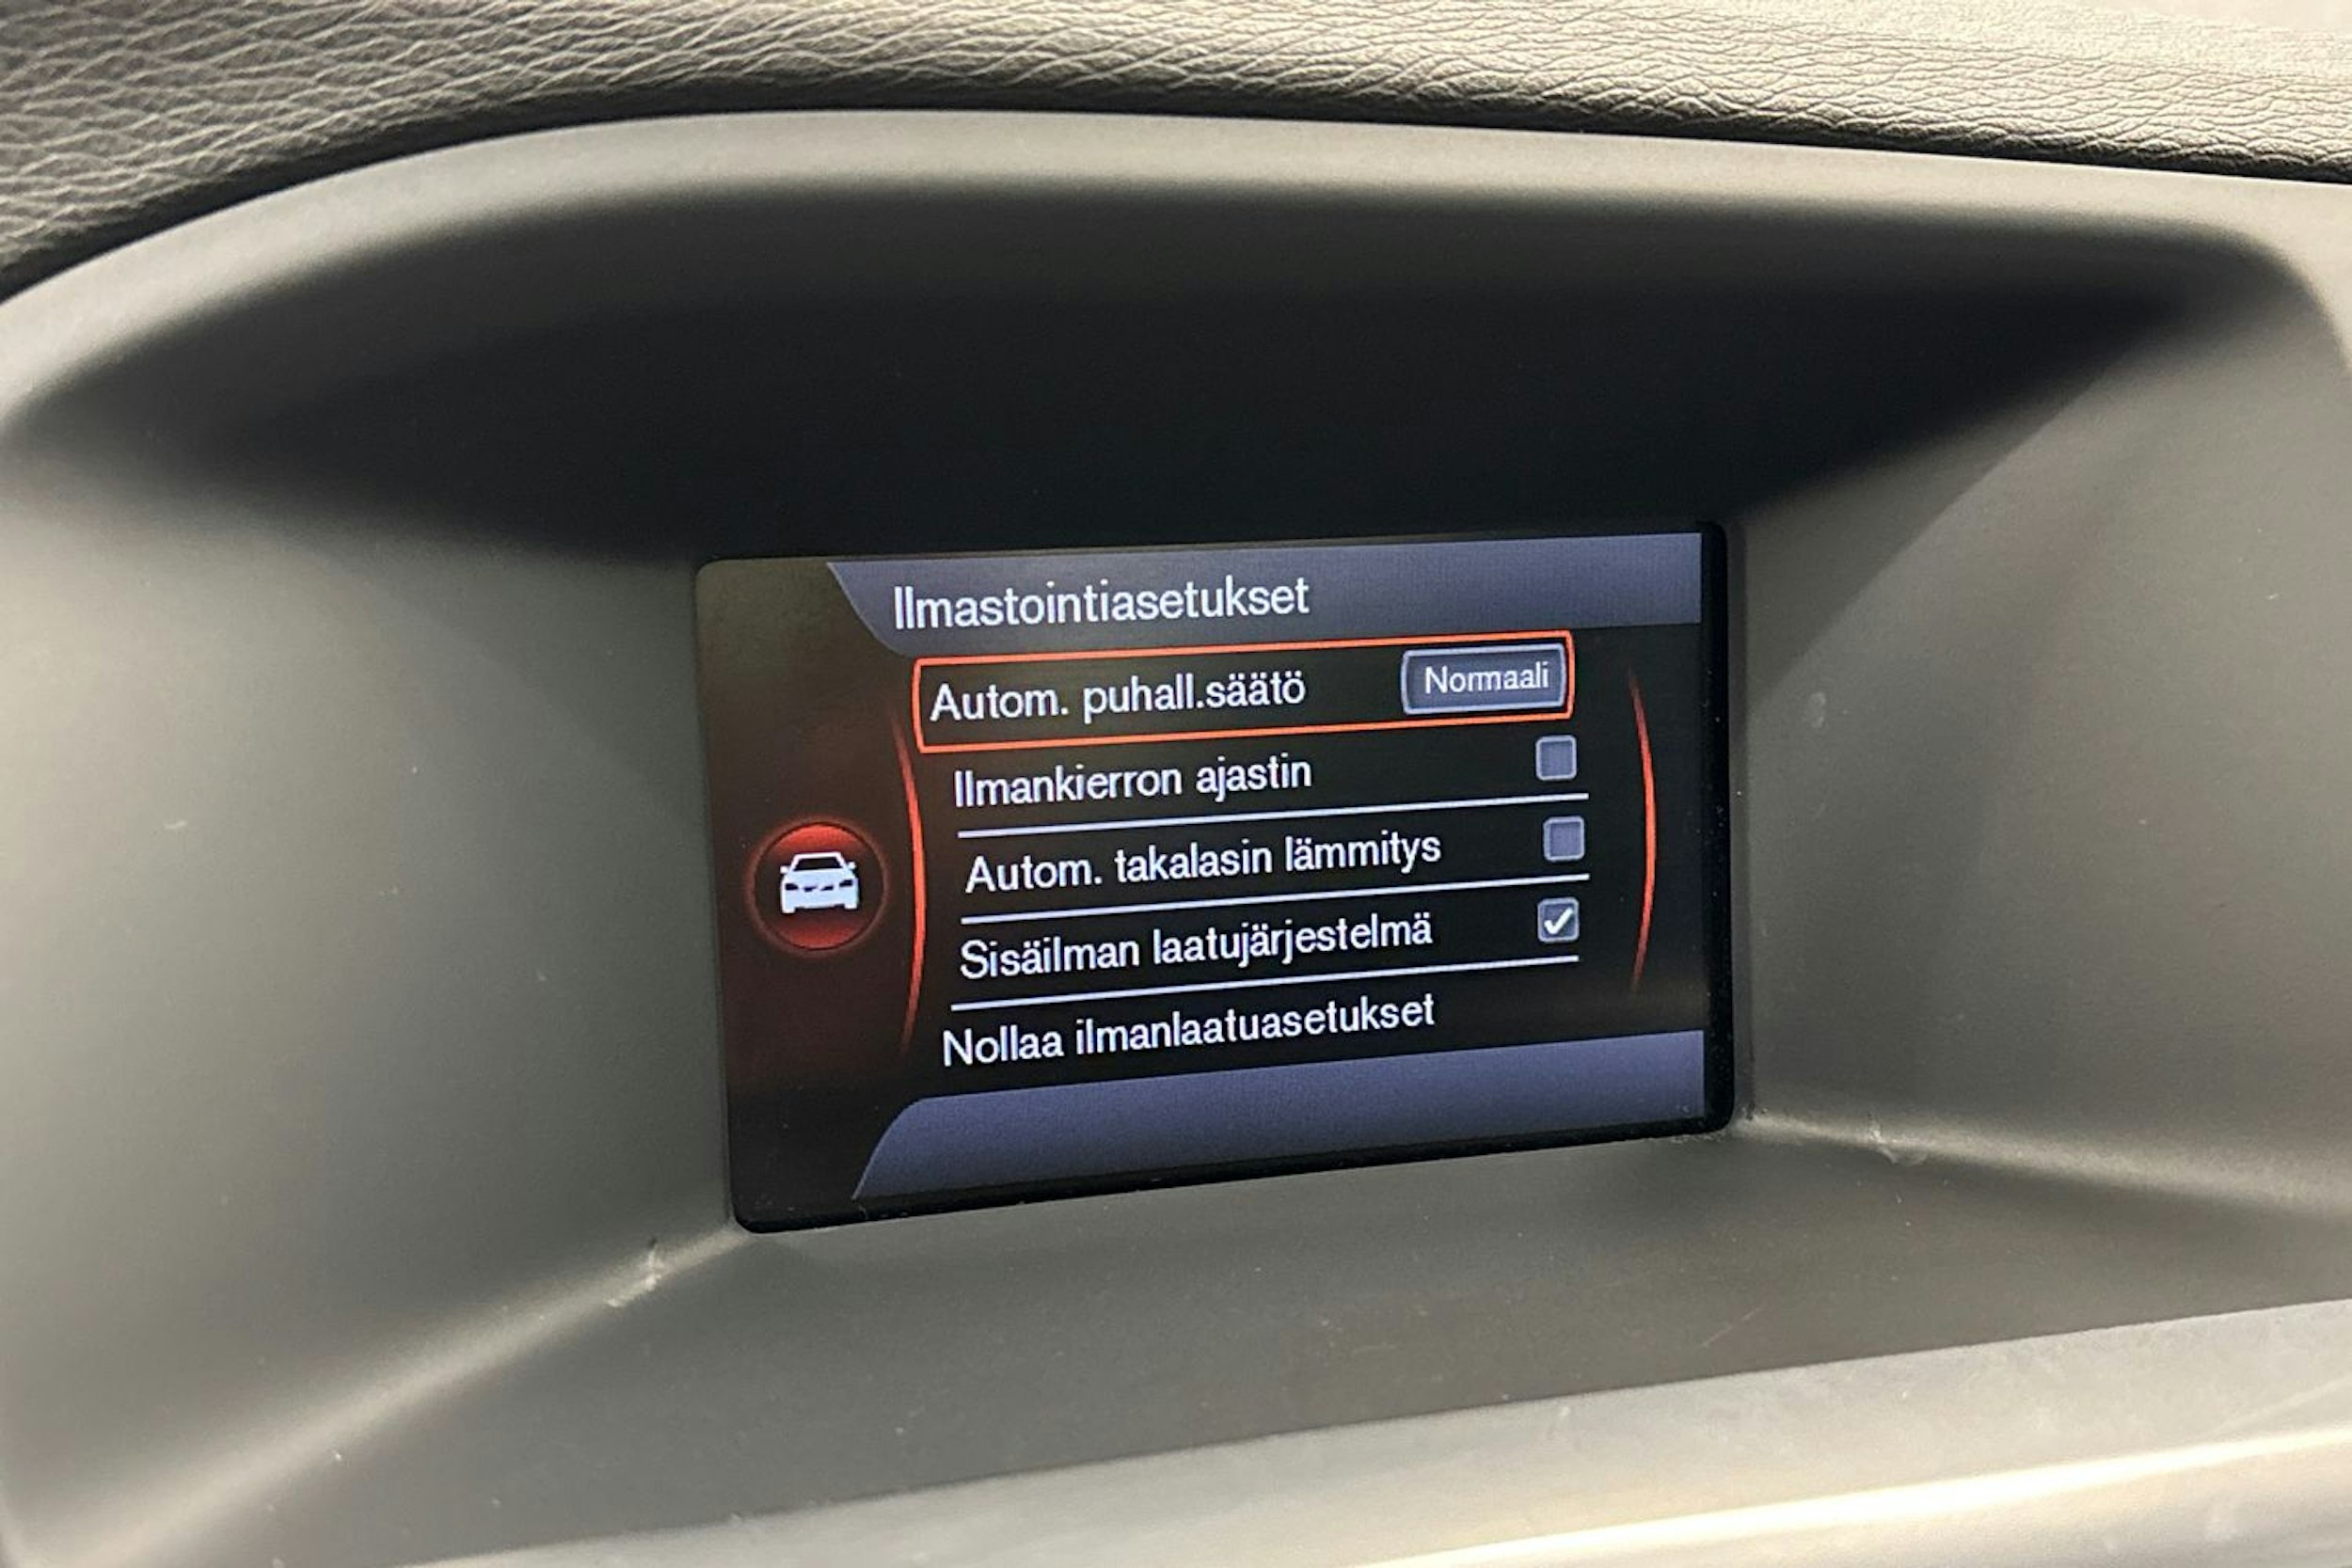 Ilmastointiasetukset
Autom. puhall.säätö Normaali
Ilmankierron ajastin
Autom. takalasin lämmitys
Sisäilman laatujärjestelmä
Nollaa ilmanlaatuasetukset